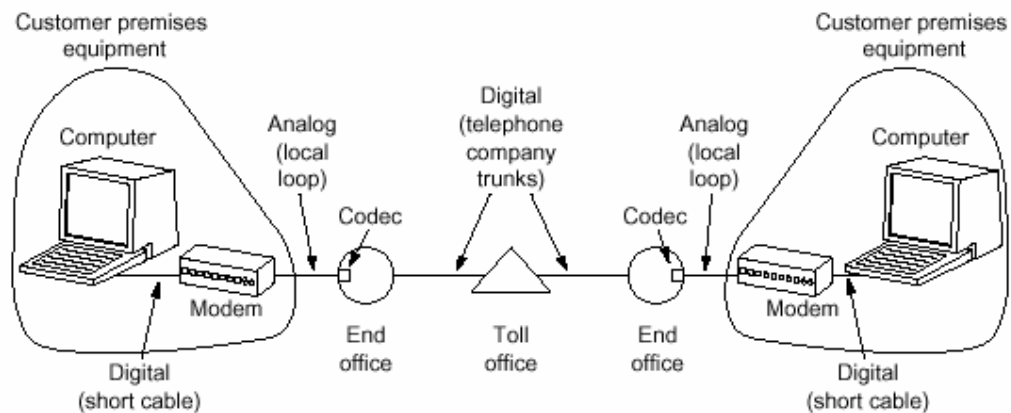 Customer premises
equipment
Customer premises
equipment
Digital
(telephone
company
trunks)
Computer
Analog
(local
loop)
Analog
(local
loop)
Computer
Codec
Codec
Modem
Modem
End
office
Toll
office
End
office
Digital
(short cable)
Digital
(short cable)